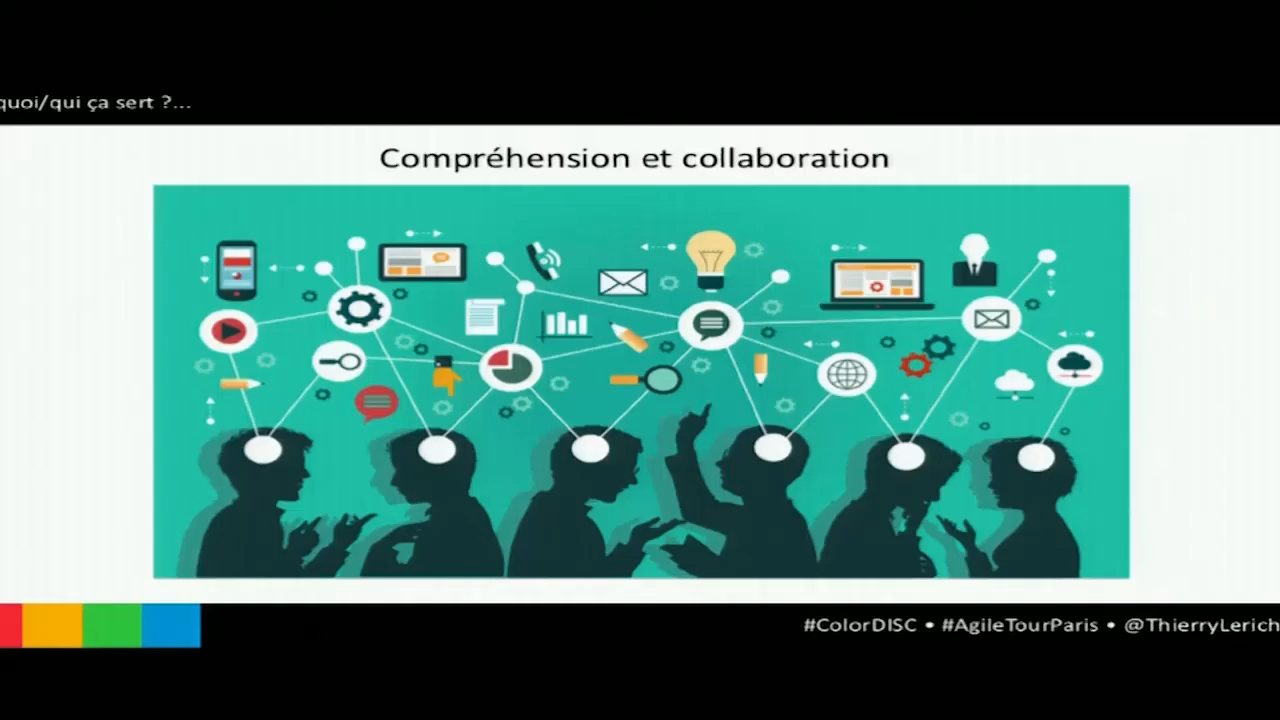 quoi/qui ça sert ?...
Compréhension et collaboration
#ColorDISC • #AgileTourParis • @ThierryLerich